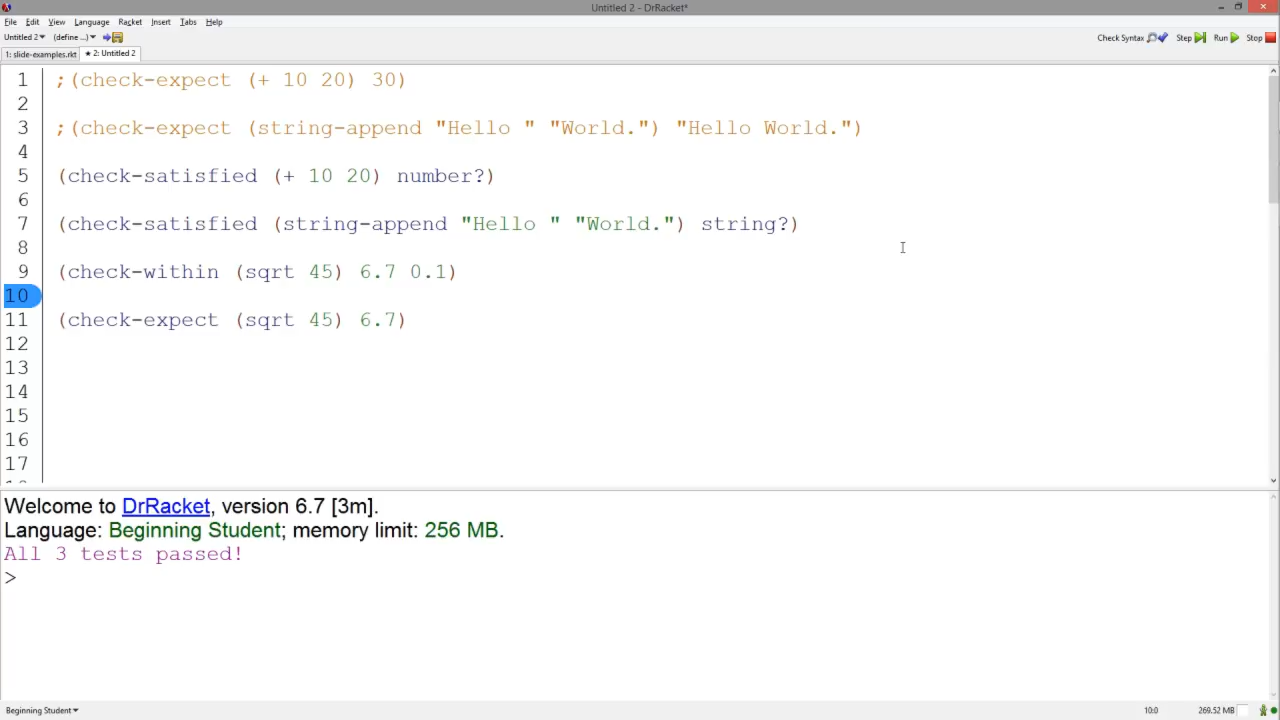 Untitled 2 - DrRacket*
File Edit View Language Racket Insert Tabs Help
Untitled 2 (define ...) Check Syntax Step Run Stop
1: slide-examples.rkt ★ 2: Untitled 2
1 ;(check-expect (+ 10 20) 30)
2
3 ;(check-expect (string-append "Hello " "World.") "Hello World.")
4
5 (check-satisfied (+ 10 20) number?)
6
7 (check-satisfied (string-append "Hello " "World.") string?)
8
9 (check-within (sqrt 45) 6.7 0.1)
10
11 (check-expect (sqrt 45) 6.7)
12
13
14
15
16
17
Welcome to DrRacket, version 6.7 [3m].
Language: Beginning Student; memory limit: 256 MB.
All 3 tests passed!
>
Beginning Student 10:0 269.52 MB